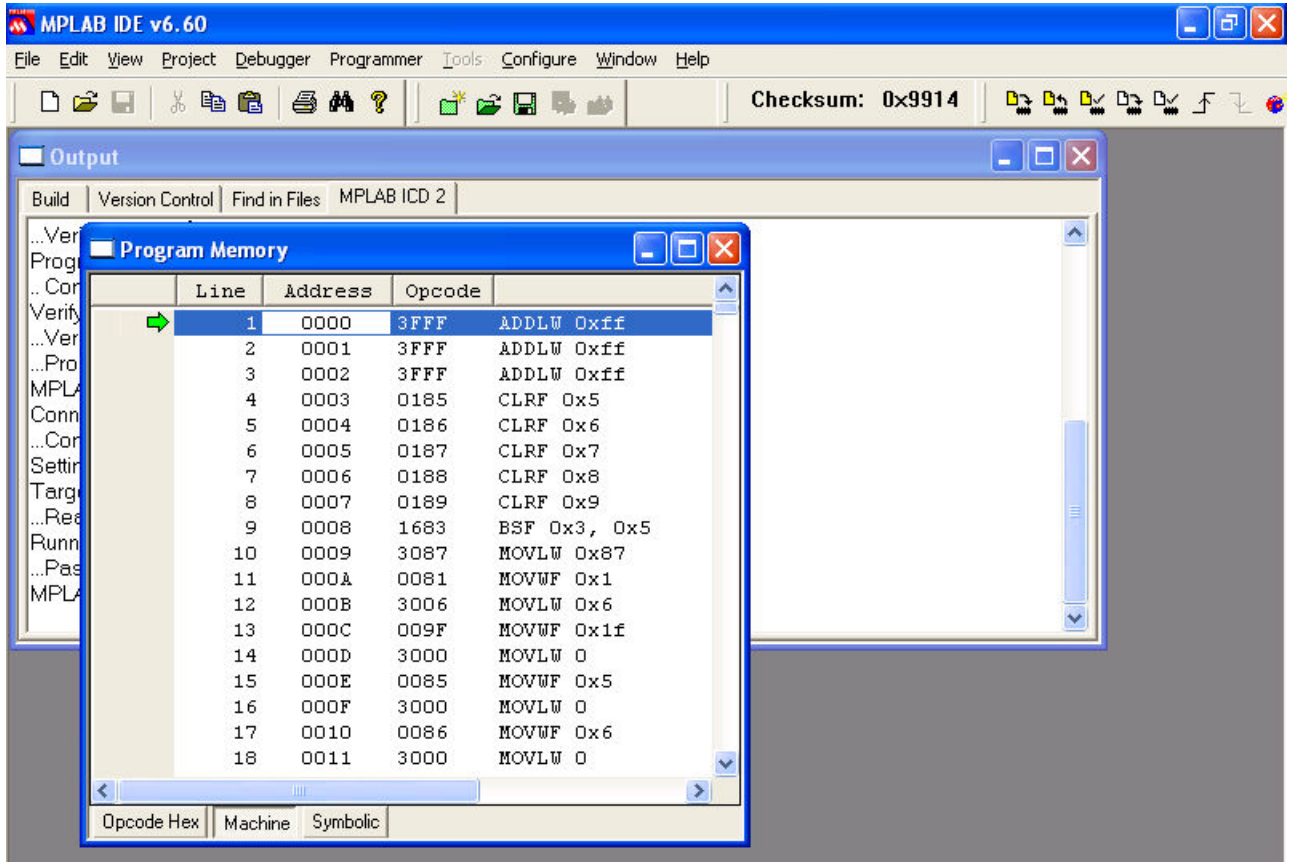 MPLAB IDE v6.60
File Edit View Project Debugger Programmer Tools Configure Window Help
Checksum: 0x9914
Output
Build Version Control Find in Files MPLAB ICD 2
...Veri
Progr
Verify
...Ver
...Pro
Conn
Settin
Targe
...Rea
Runn
...Pas
Program Memory
Line Address Opcode
1 0000 3FFF ADDLW 0xff
2 0001 3FFF ADDLW 0xff
3 0002 3FFF ADDLW 0xff
4 0003 0185 CLRF 0x5
5 0004 0186 CLRF 0x6
6 0005 0187 CLRF 0x7
7 0006 0188 CLRF 0x8
8 0007 0189 CLRF 0x9
9 0008 1683 BSF 0x3, 0x5
10 0009 3087 MOVLW 0x87
11 000A 0081 MOVWF 0x1
12 000B 3006 MOVLW 0x6
13 000C 009F MOVWF 0x1f
14 000D 3000 MOVLW 0
15 000E 0085 MOVWF 0x5
16 000F 3000 MOVLW 0
17 0010 0086 MOVWF 0x6
18 0011 3000 MOVLW 0
Opcode Hex Machine Symbolic